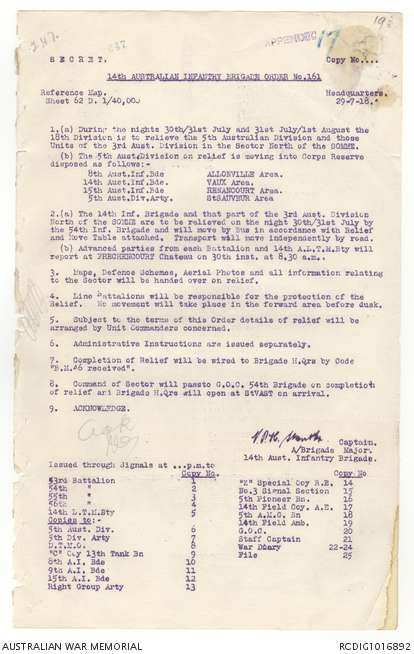 247.
APPENDIX 17
S E C R E T.
Copy No....
14th AUSTRALIAN INFANTRY BRIGADE ORDER No.161
Reference Map.
Headquarters.
Sheet 62 D. 1/40,000
29-7-18.
1.(a) During the nights 30th/31st July and 31st July/1st August the
18th Division is to relieve the 5th Australian Division and those
Units of the 3rd Aust. Division in the Sector North of the SOMME.
(b) The 5th Aust.Division on relief is moving into Corps Reserve
disposed as follows:-
8th Aust.Inf.Bde ALLONVILLE Area.
14th Aust.Inf.Bde VAUX Area.
15th Aust.Inf.Bde RENANCOURT Area.
5th Aust.Div.Arty StSAUVEUR Area
2.(a) The 14th Inf. Brigade and that part of the 3rd Aust. Division
North of the SOMME are to be relieved on the night 30th/31st July by
the 54th Inf. Brigade and will move by Bus in accordance with Relief
and Move Table attached. Transport will move independently by road.
(b) Advanced parties from each Battalion and 14th A.L.T.M.Bty will
report at FRECHENCOURT Chateau on 30th inst. at 8.30 a.m..
3. Maps, Defence Schemes, Aerial Photos and all information relating
to the Sector will be handed over on relief.
4. Line Battalions will be responsible for the protection of the
Relief. No movement will take place in the forward area before dusk.
5. Subject to the terms of this Order details of relief will be
arranged by Unit Commanders concerned.
6. Administrative Instructions are issued separately.
7. Completion of Relief will be wired to Brigade H.Qrs by Code
"B.M.46 received".
8. Command of Sector will passto G.O.C. 54th Brigade on completion
of relief and Brigade H.Qrs will open at StVAST on arrival.
9. ACKNOWLEDGE.
Captain.
A/Brigade Major.
14th Aust. Infantry Brigade.
Issued through Signals at ...p.m.to
Copy No.
53rd Battalion 1
54th " 2
55th " 3
56th " 4
14th L.T.M.Bty 5
Copies to:-
5th Aust. Div. 6
5th Div. Arty 7
D.T.M.O. 8
"C" Coy 13th Tank Bn 9
8th A.I. Bde 10
9th A.I. Bde 11
15th A.I. Bde 12
Right Group Arty 13
Copy No
"Z" Special Coy R.E. 14
No.3 Signal Section 15
5th Pioneer Bn. 16
14th Field Coy. A.E. 17
5th A.M.G. Bn 18
14th Field Amb. 19
G.O.C. 20
Staff Captain 21
War Diary 22-24
File 25
AUSTRALIAN WAR MEMORIAL
RCDIG1016892